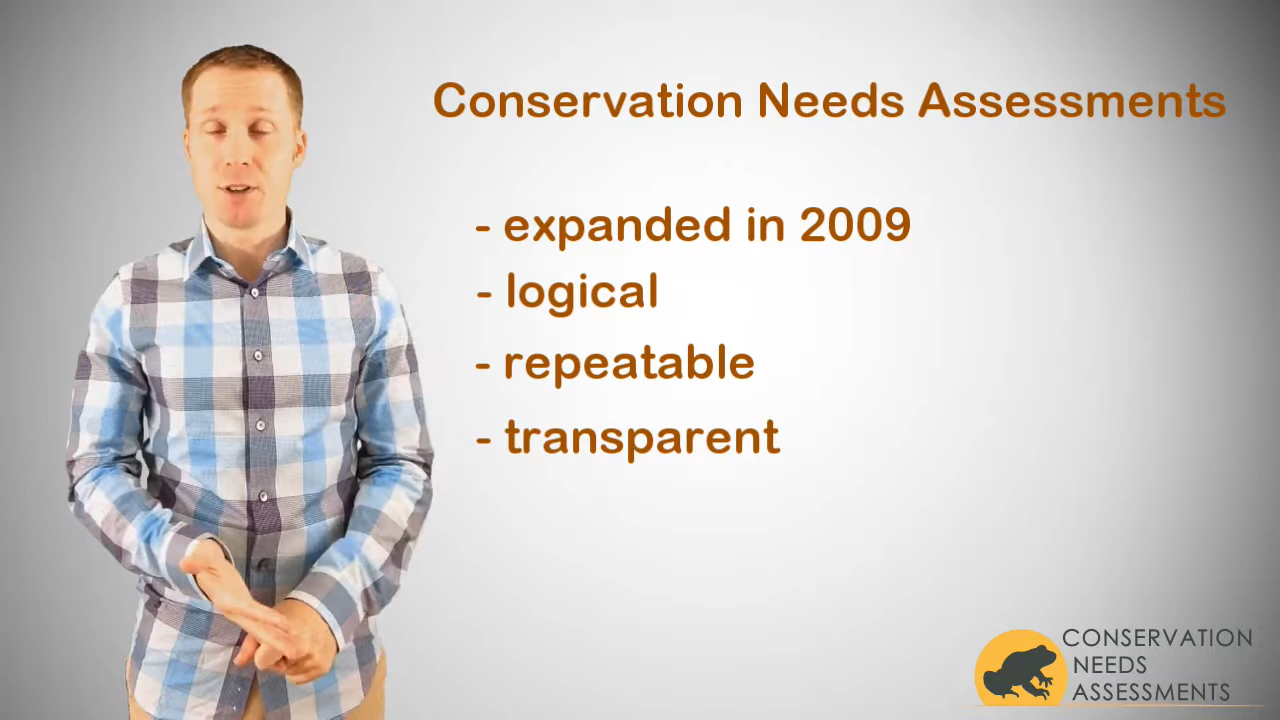 Conservation Needs Assessments
- expanded in 2009
- logical
- repeatable
- transparent
CONSERVATION
NEEDS
ASSESSMENTS